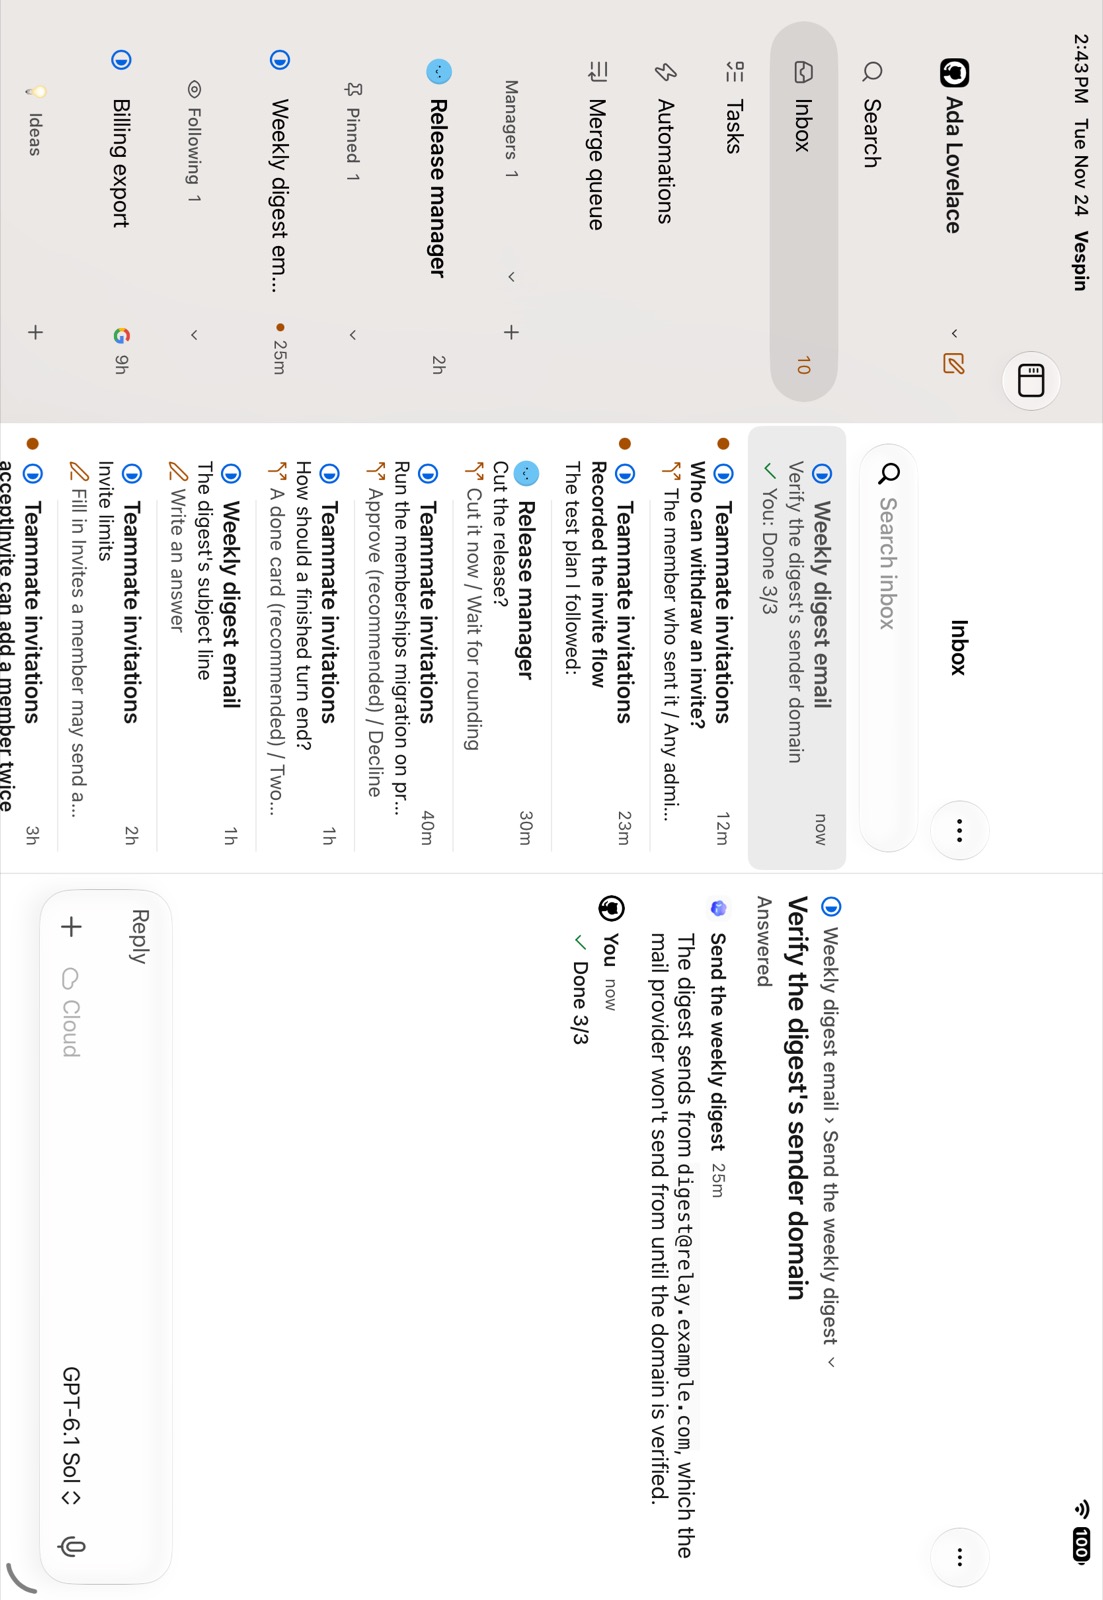 2:43 PM Tue Nov 24 Vespin
100
Ada Lovelace
Search
Inbox 10
Tasks
Automations
Merge queue
Managers 1
Release manager 2h
Pinned 1
Weekly digest em... 25m
Following 1
Billing export 9h
Ideas
Inbox
Search inbox
Weekly digest email now
Verify the digest's sender domain
You: Done 3/3
Teammate invitations 12m
Who can withdraw an invite?
The member who sent it / Any admi...
Teammate invitations 23m
Recorded the invite flow
The test plan I followed:
Release manager 30m
Cut the release?
Cut it now / Wait for rounding
Teammate invitations 40m
Run the memberships migration on pr...
Approve (recommended) / Decline
Teammate invitations 1h
How should a finished turn end?
A done card (recommended) / Two...
Weekly digest email 1h
The digest's subject line
Write an answer
Teammate invitations 2h
Invite limits
Fill in Invites a member may send a...
Teammate invitations 3h
acceptInvite can add a member twice
Weekly digest email › Send the weekly digest
Verify the digest's sender domain
Answered
Send the weekly digest 25m
The digest sends from digest@relay.example.com, which the
mail provider won't send from until the domain is verified.
You now
Done 3/3
Reply
Cloud
GPT-6.1 Sol